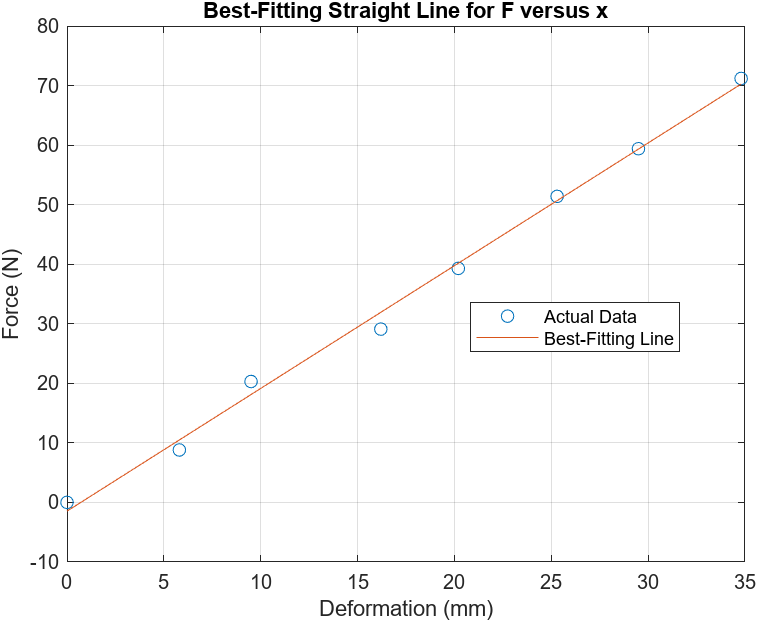 Best-Fitting Straight Line for F versus x
80
70
60
50
40
30
20
10
0
-10
Force (N)
Actual Data
Best-Fitting Line
0 5 10 15 20 25 30 35
Deformation (mm)